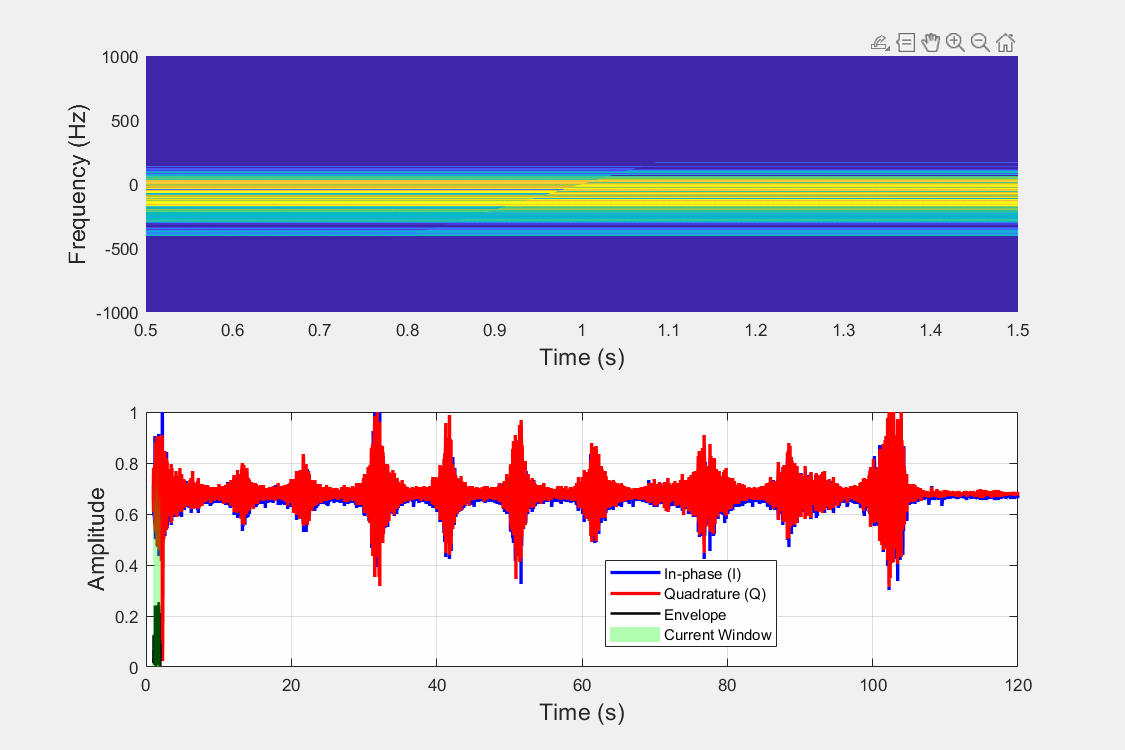 1000
500
0
-500
-1000
Frequency (Hz)
0.5 0.6 0.7 0.8 0.9 1 1.1 1.2 1.3 1.4 1.5
Time (s)
1
0.8
0.6
0.4
0.2
0
Amplitude
In-phase (I)
Quadrature (Q)
Envelope
Current Window
0 20 40 60 80 100 120
Time (s)